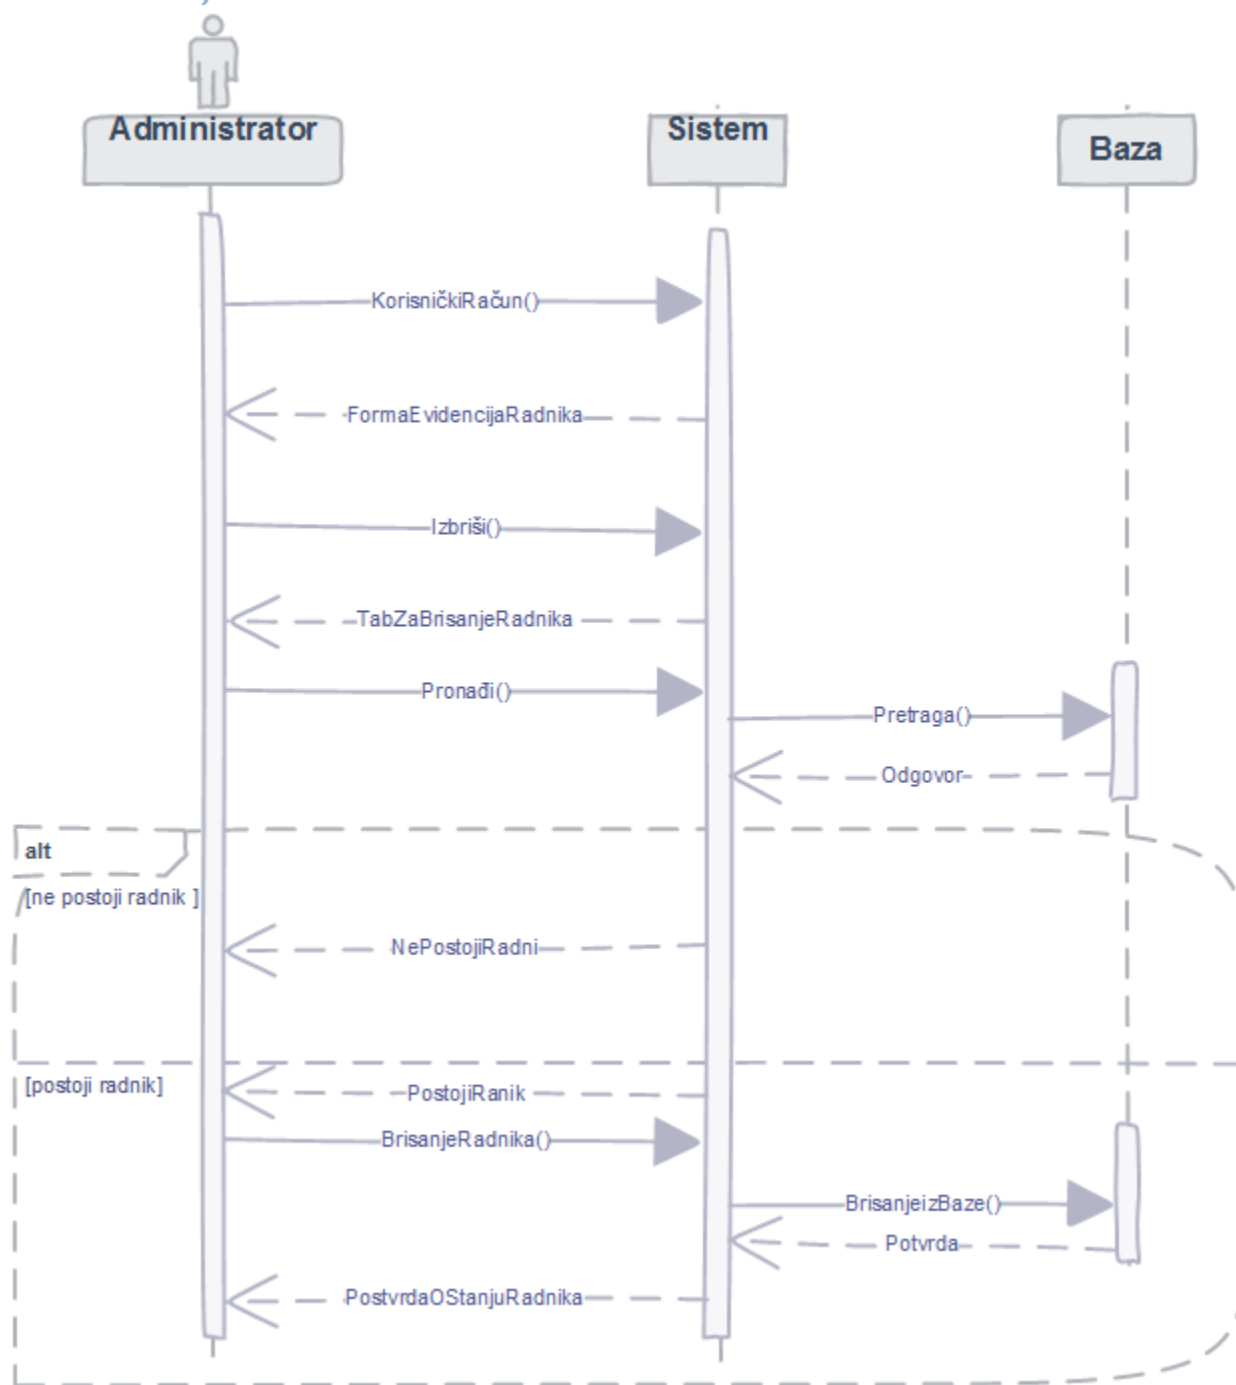 Administrator
Sistem
Baza
KorisničkiRačun()
FormaEvidencijaRadnika
Izbriši()
TabZaBrisanjeRadnika
Pronađi()
Pretraga()
Odgovor
alt
[ne postoji radnik ]
NePostojiRadni
[postoji radnik]
PostojiRanik
BrisanjeRadnika()
BrisanjeizBaze()
Potvrda
PostvrdaOStanjuRadnika